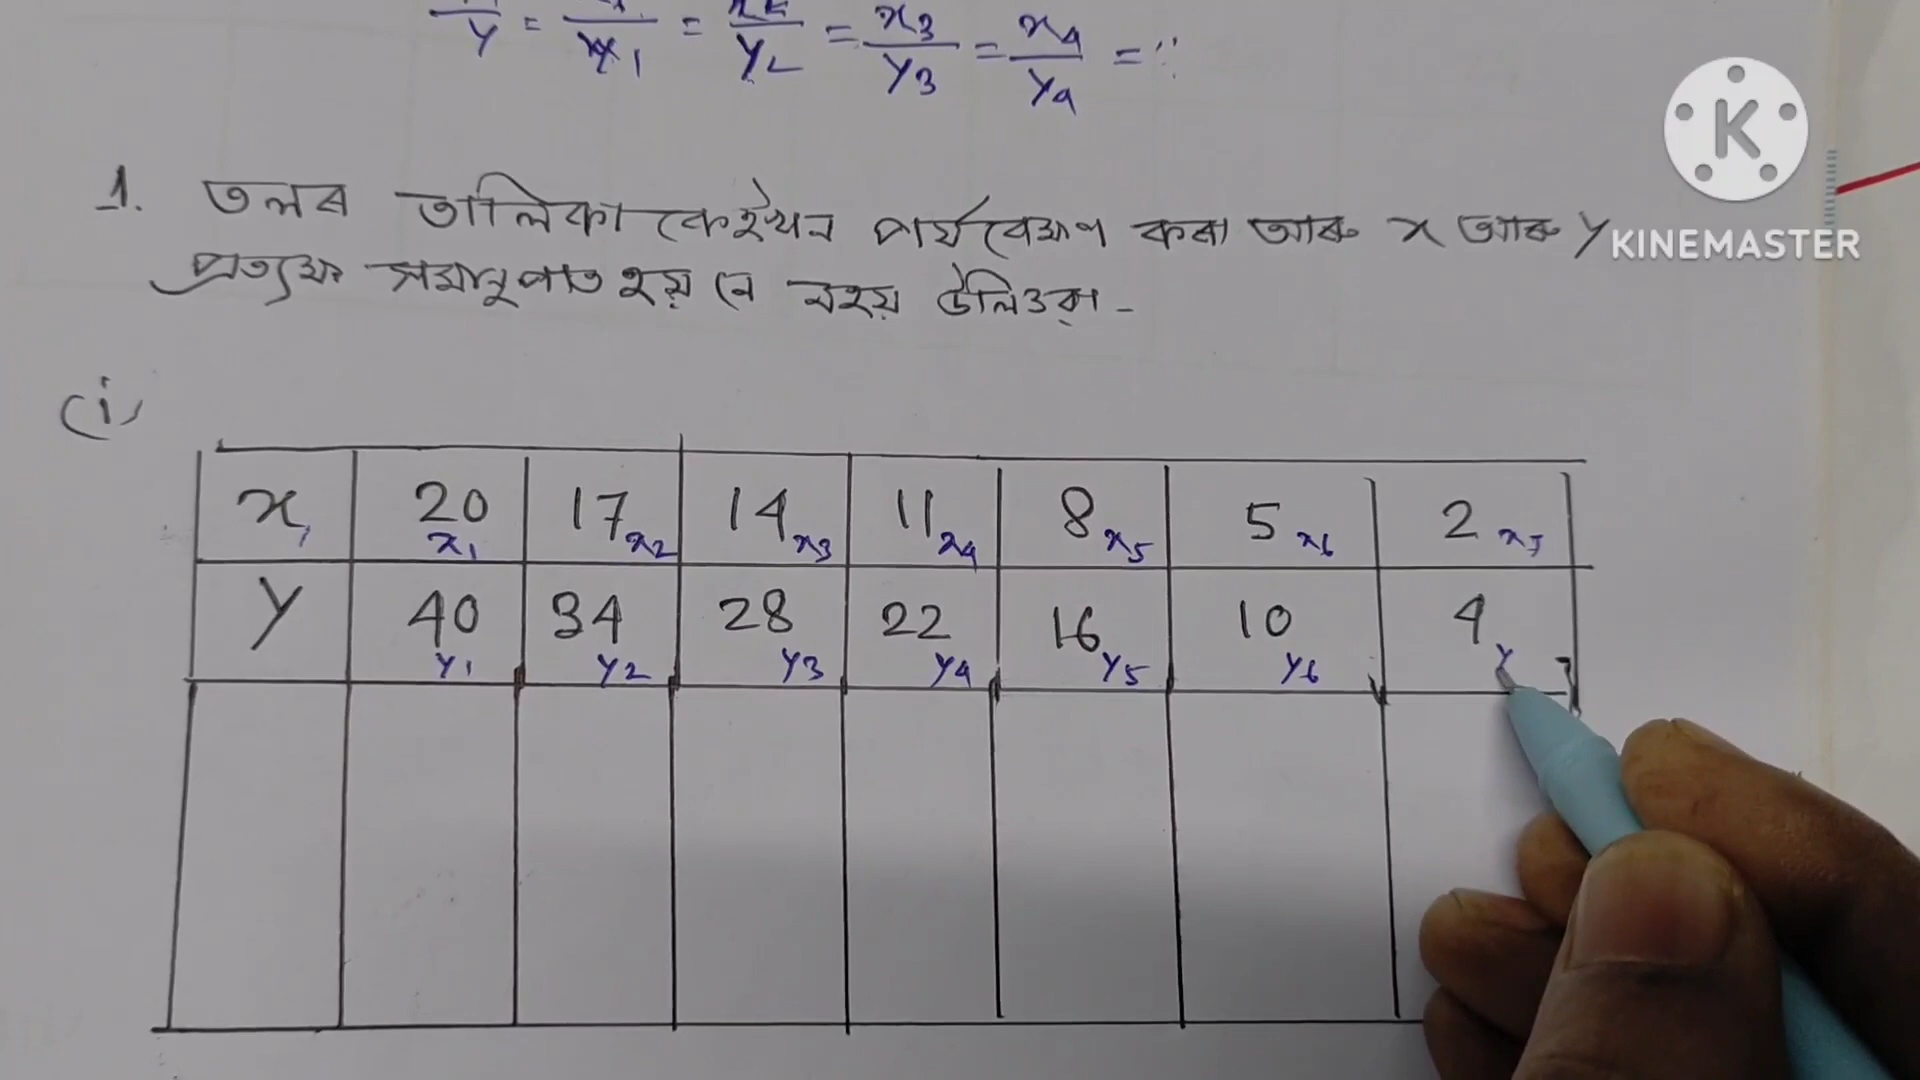 /y = /y1 = /y2 = x3/y3 = x4/y4 =
K
KINEMASTER
1. তলৰ তালিকা কেইখন পৰ্যবেক্ষণ কৰা আৰু x আৰু y
প্ৰত্যক্ষ সমানুপাত হয় নে নহয় উলিওৱা -
(i)
x, 20 x1 17 x2 14 x3 11 x4 8 x5 5 x6 2 x7
y 40 y1 34 y2 28 y3 22 y4 16 y5 10 y6 4 y